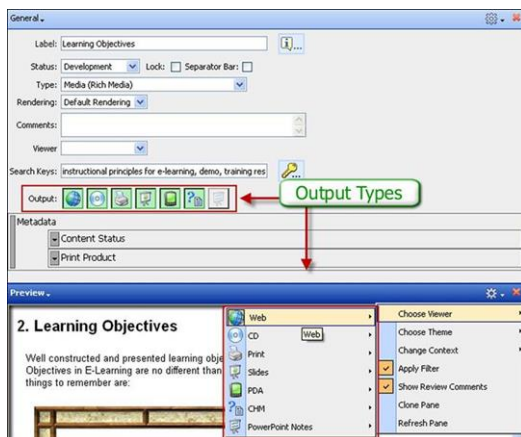 General
Label: Learning Objectives
Status: Development Lock: Separator Bar:
Type: Media (Rich Media)
Rendering: Default Rendering
Comments:
Viewer
Search Keys: instructional principles for e-learning, demo, training res
Output: Output Types
Metadata
Content Status
Print Product
Preview
2. Learning Objectives
Well constructed and presented learning obje
Objectives in E-Learning are no different than
things to remember are:
Web
Web
CD
Print
Slides
PDA
CHM
PowerPoint Notes
Choose Viewer
Choose Theme
Change Context
Apply Filter
Show Review Comments
Clone Pane
Refresh Pane